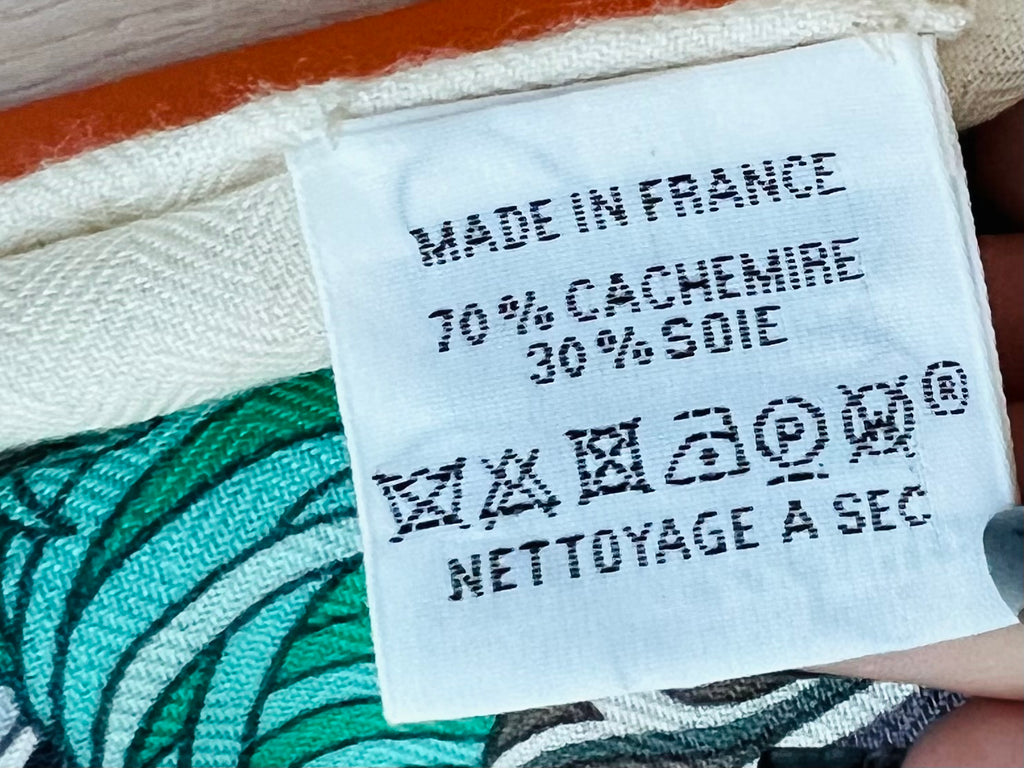 MADE IN FRANCE
70 % CACHEMIRE
30 % SOIE
®
NETTOYAGE A SEC